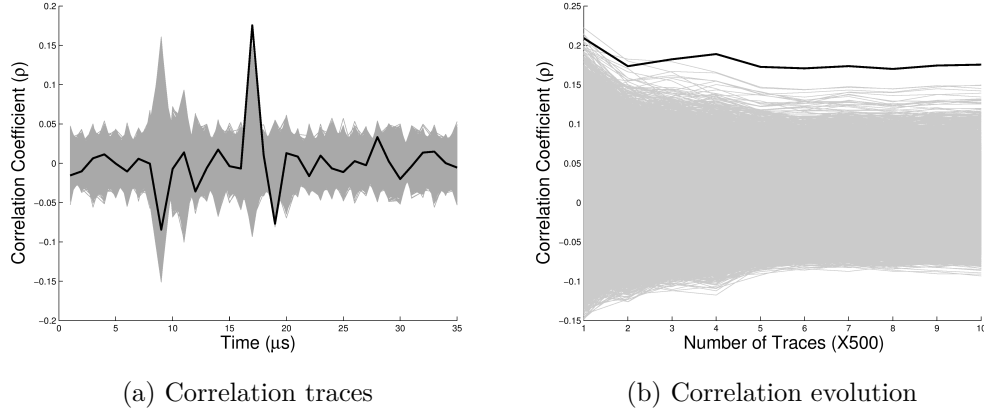 0.2
0.15
0.1
0.05
0
−0.05
−0.1
−0.15
−0.2
0 5 10 15 20 25 30 35
Correlation Coefficient (ρ)
Time (μs)
(a) Correlation traces
0.25
0.2
0.15
0.1
0.05
0
−0.05
−0.1
−0.15
1 2 3 4 5 6 7 8 9 10
Correlation Coefficient (ρ)
Number of Traces (X500)
(b) Correlation evolution